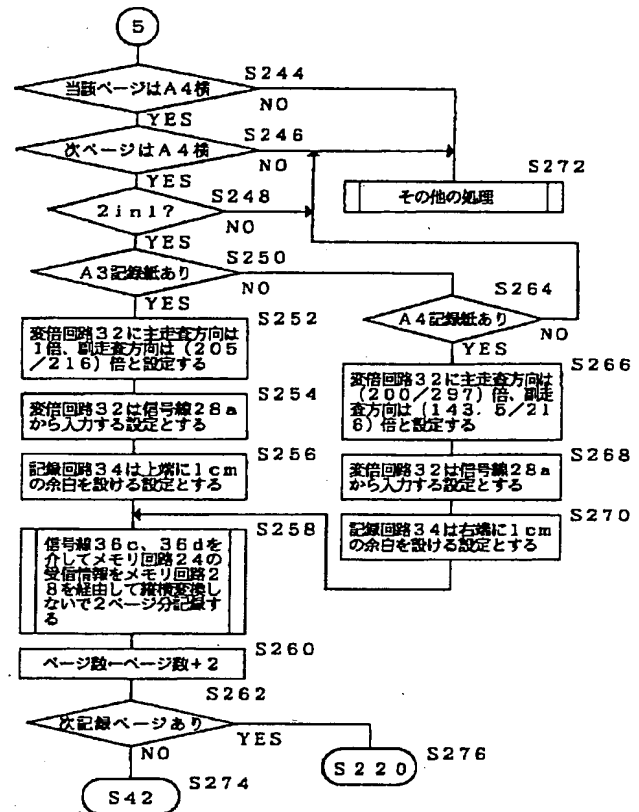 5
S244
当該ページはA4横
NO
YES
S246
次ページはA4横
NO
YES
S272
その他の処理
S248
2in1?
NO
YES
S250
A3記録紙あり
NO
YES
S264
A4記録紙あり
NO
YES
S252
変倍回路32に主走査方向は
1倍、副走査方向は(205
/216)倍と設定する
S254
変倍回路32は信号線28a
から入力する設定とする
S256
記録回路34は上端に1cm
の余白を設ける設定とする
S266
変倍回路32に主走査方向は
(200/297)倍、副走
査方向は(143.5/21
6)倍と設定する
S268
変倍回路32は信号線28a
から入力する設定とする
S270
記録回路34は右端に1cm
の余白を設ける設定とする
S258
信号線36c、36dを
介してメモリ回路24の
受信情報をメモリ回路2
8を経由して縦横変換し
ないで2ページ分記録す
る
S260
ページ数←ページ数+2
S262
次記録ページあり
YES
NO
S276
S220
S274
S42